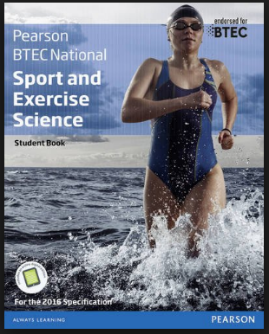 Pearson
BTEC National
Sport and
Exercise
Science
Student Book
endorsed for
BTEC
For the 2016 Specification
ALWAYS LEARNING
PEARSON